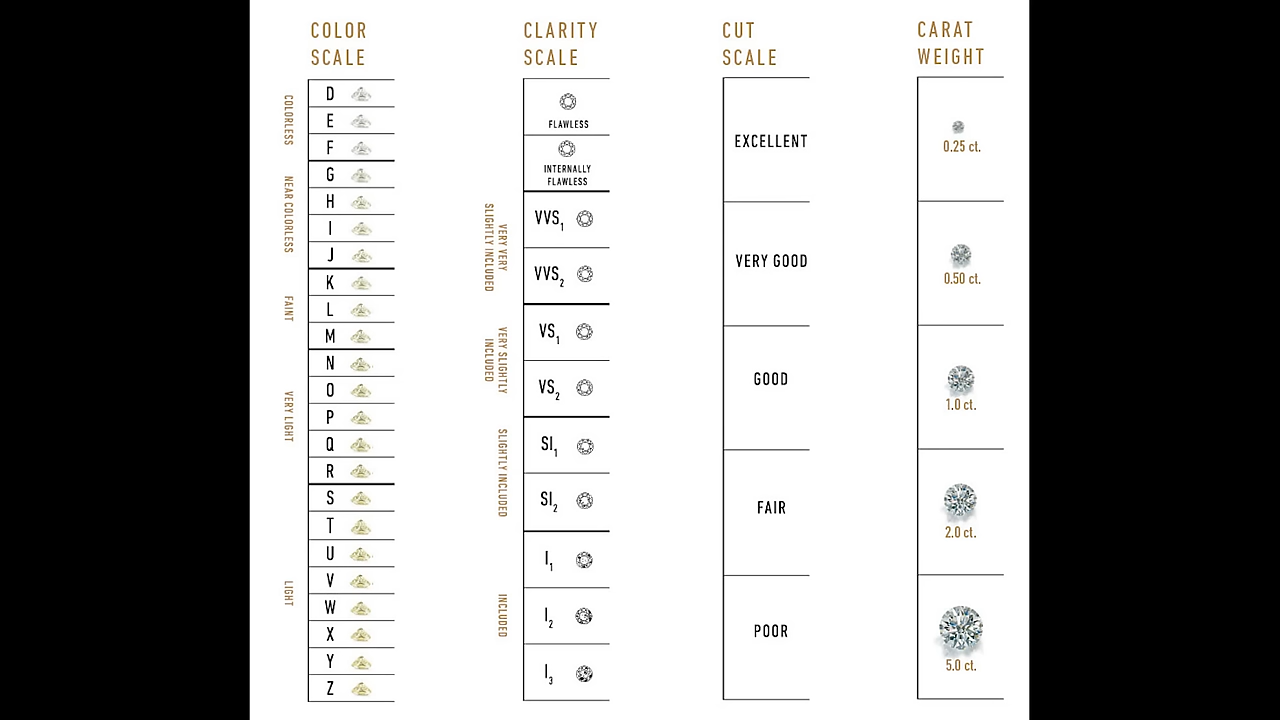 COLOR
SCALE
COLORLESS
D
E
F
NEAR COLORLESS
G
H
I
J
FAINT
K
L
M
VERY LIGHT
N
O
P
Q
R
LIGHT
S
T
U
V
W
X
Y
Z
CLARITY
SCALE
FLAWLESS
INTERNALLY
FLAWLESS
VERY VERY
SLIGHTLY INCLUDED
VVS1
VVS2
VERY SLIGHTLY
INCLUDED
VS1
VS2
SLIGHTLY INCLUDED
SI1
SI2
INCLUDED
I1
I2
I3
CUT
SCALE
EXCELLENT
VERY GOOD
GOOD
FAIR
POOR
CARAT
WEIGHT
0.25 ct.
0.50 ct.
1.0 ct.
2.0 ct.
5.0 ct.